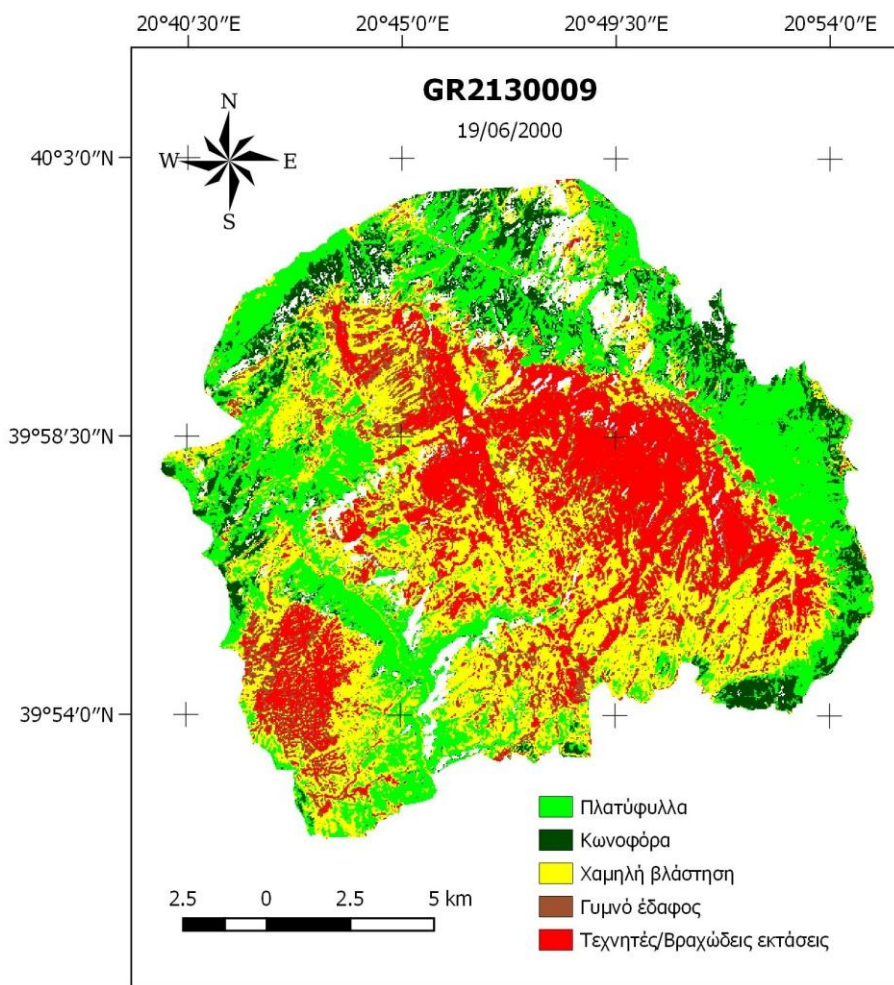 20°40′30″E 20°45′0″E 20°49′30″E 20°54′0″E
GR2130009
19/06/2000
N
W E
S
40°3′0″N
39°58′30″N
39°54′0″N
Πλατύφυλλα
Κωνοφόρα
Χαμηλή βλάστηση
Γυμνό έδαφος
Τεχνητές/Βραχώδεις εκτάσεις
2.5 0 2.5 5 km